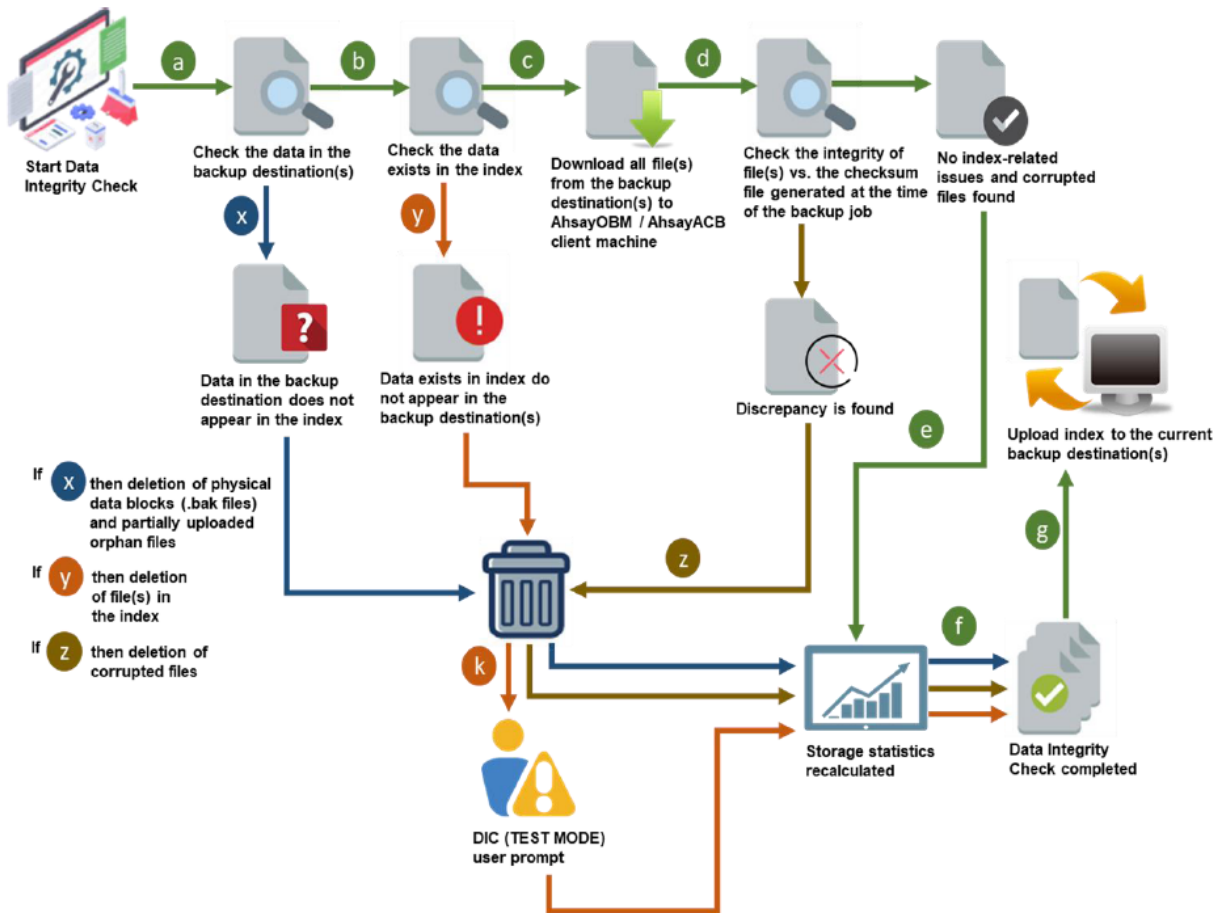 a
b
c
d
Start Data
Integrity Check
Check the data in the
backup destination(s)
Check the data
exists in the index
Download all file(s)
from the backup
destination(s) to
AhsayOBM / AhsayACB
client machine
Check the integrity of
file(s) vs. the checksum
file generated at the time
of the backup job
No index-related
issues and corrupted
files found
x
y
?
!
Data in the backup
destination does not
appear in the index
Data exists in index do
not appear in the
backup destination(s)
Discrepancy is found
e
Upload index to the current
backup destination(s)
If x then deletion of physical
data blocks (.bak files)
and partially uploaded
orphan files
If y then deletion
of file(s) in
the index
If z then deletion of
corrupted files
z
g
k
f
!
DIC (TEST MODE)
user prompt
Storage statistics
recalculated
Data Integrity
Check completed